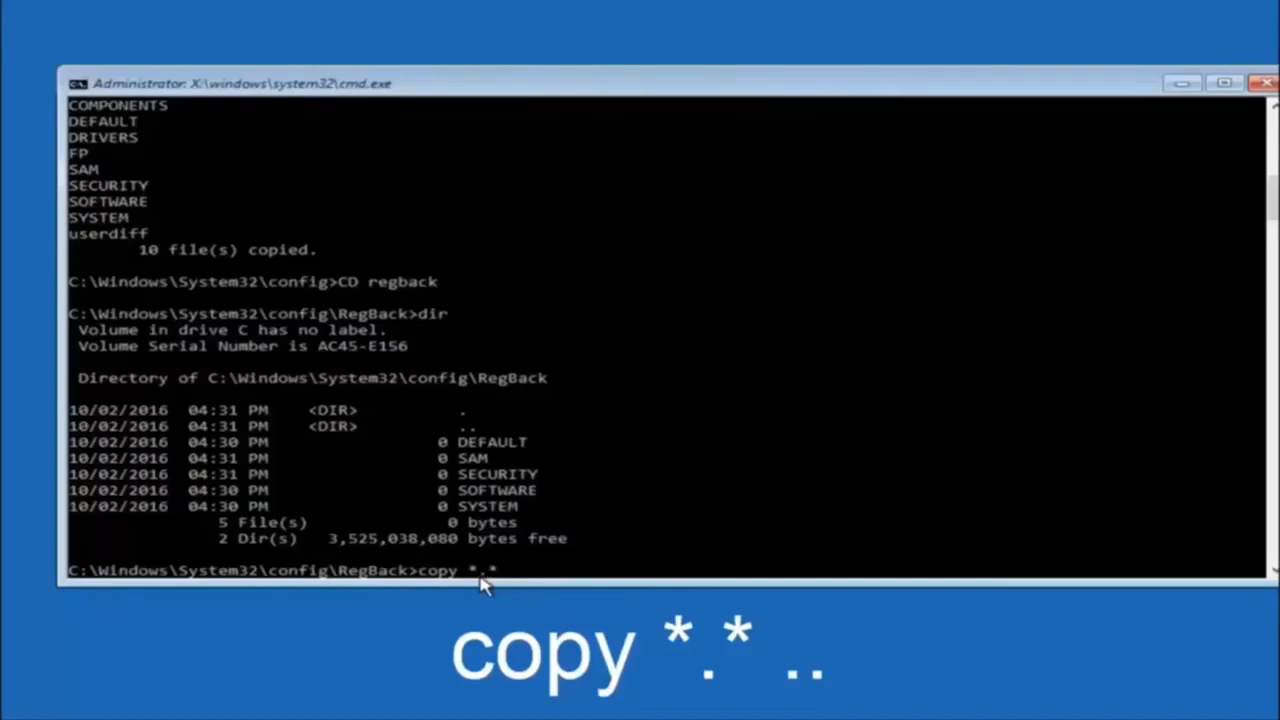 Administrator: X:\windows\system32\cmd.exe
COMPONENTS
DEFAULT
DRIVERS
FP
SAM
SECURITY
SOFTWARE
SYSTEM
userdiff
10 file(s) copied.
C:\Windows\System32\config>CD regback
C:\Windows\System32\config\RegBack>dir
Volume in drive C has no label.
Volume Serial Number is AC45-E156
Directory of C:\Windows\System32\config\RegBack
10/02/2016 04:31 PM <DIR> .
10/02/2016 04:31 PM <DIR> ..
10/02/2016 04:30 PM 0 DEFAULT
10/02/2016 04:31 PM 0 SAM
10/02/2016 04:31 PM 0 SECURITY
10/02/2016 04:30 PM 0 SOFTWARE
10/02/2016 04:30 PM 0 SYSTEM
5 File(s) 0 bytes
2 Dir(s) 3,525,038,080 bytes free
C:\Windows\System32\config\RegBack>copy *.*
copy *.* ..